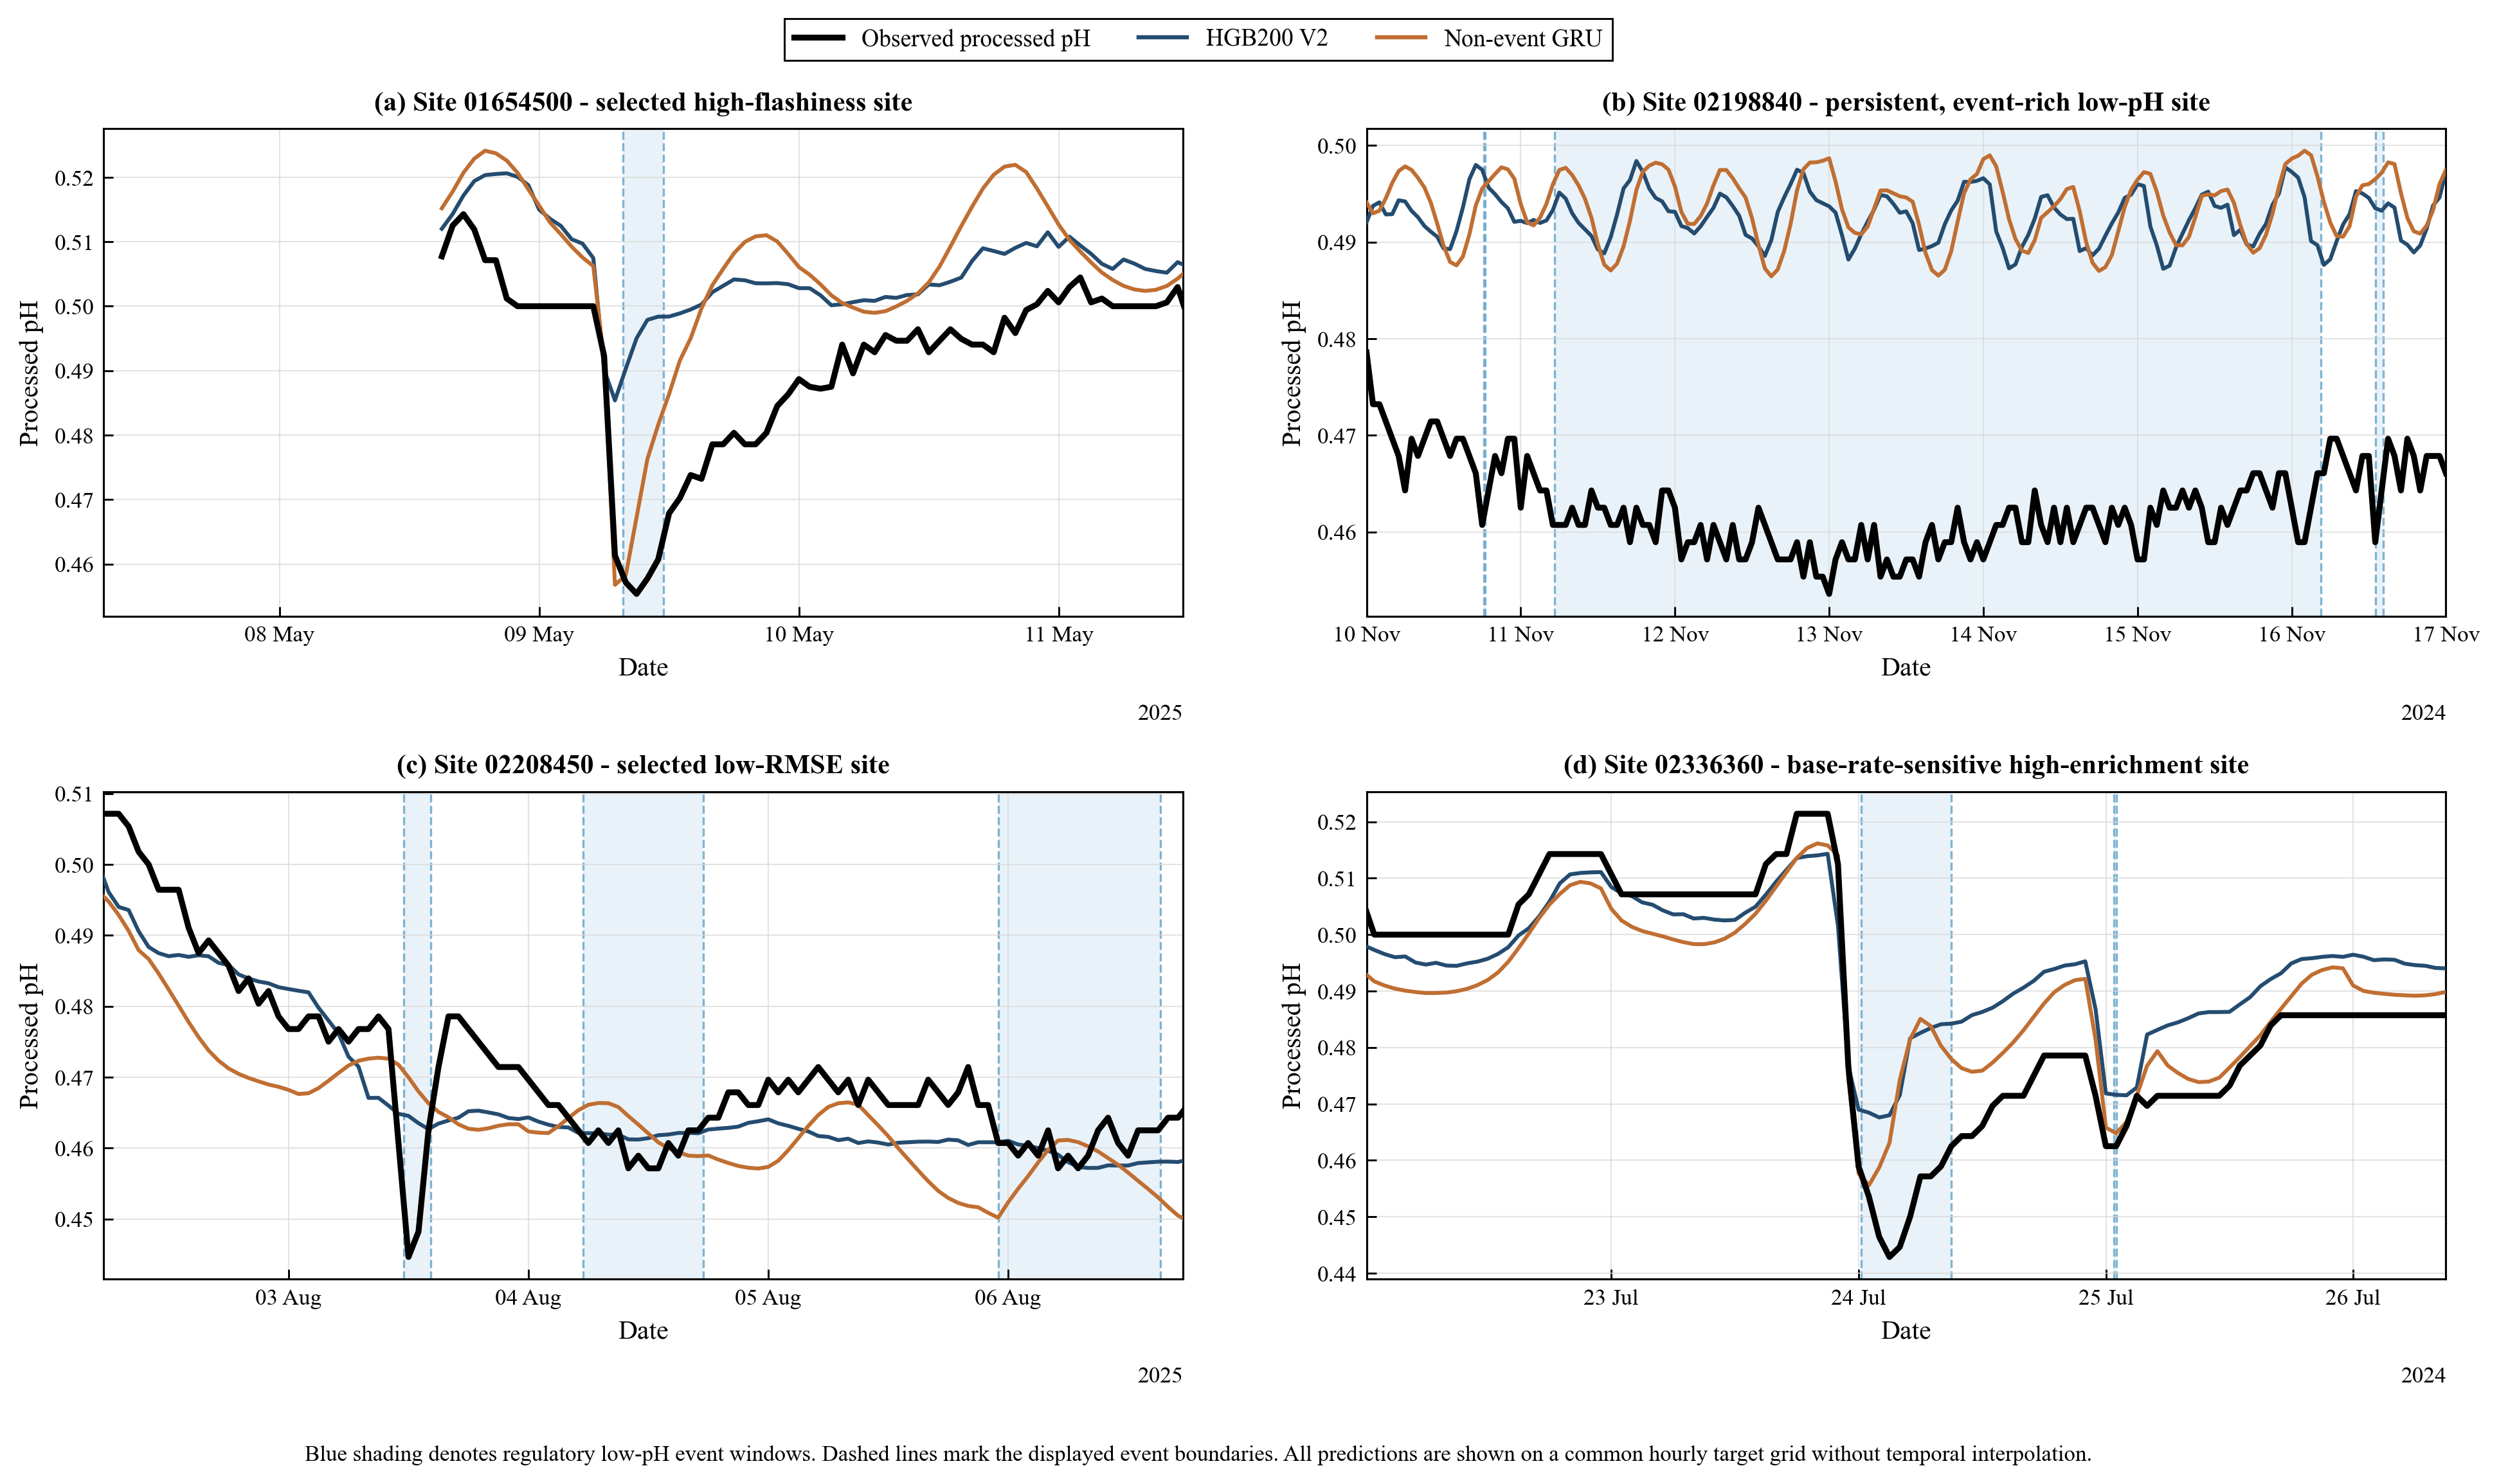 Observed processed pH
HGB200 V2
Non-event GRU
(a) Site 01654500 - selected high-flashiness site
0.52
0.51
0.50
0.49
0.48
0.47
0.46
Processed pH
08 May
09 May
10 May
11 May
Date
2025
(b) Site 02198840 - persistent, event-rich low-pH site
0.50
0.49
0.48
0.47
0.46
Processed pH
10 Nov
11 Nov
12 Nov
13 Nov
14 Nov
15 Nov
16 Nov
17 Nov
Date
2024
(c) Site 02208450 - selected low-RMSE site
0.51
0.50
0.49
0.48
0.47
0.46
0.45
Processed pH
03 Aug
04 Aug
05 Aug
06 Aug
Date
2025
(d) Site 02336360 - base-rate-sensitive high-enrichment site
0.52
0.51
0.50
0.49
0.48
0.47
0.46
0.45
0.44
Processed pH
23 Jul
24 Jul
25 Jul
26 Jul
Date
2024
Blue shading denotes regulatory low-pH event windows. Dashed lines mark the displayed event boundaries. All predictions are shown on a common hourly target grid without temporal interpolation.